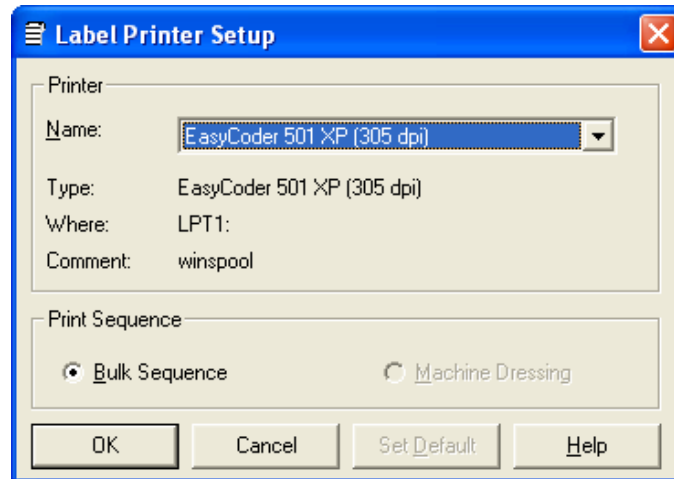 Label Printer Setup
Printer
Name: EasyCoder 501 XP (305 dpi)
Type: EasyCoder 501 XP (305 dpi)
Where: LPT1:
Comment: winspool
Print Sequence
Bulk Sequence Machine Dressing
OK Cancel Set Default Help